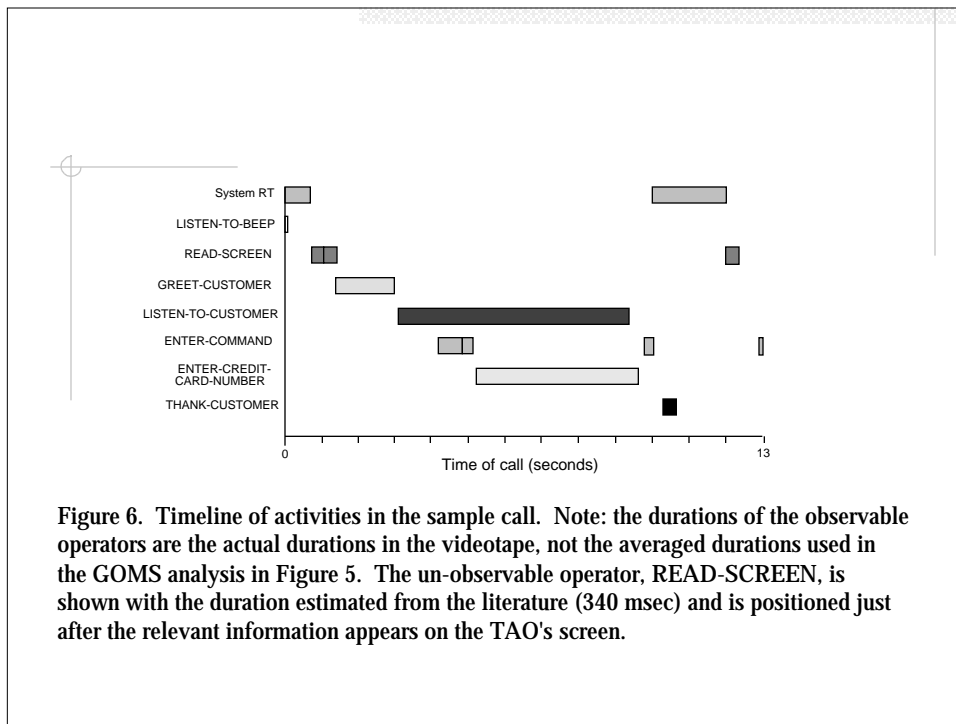 System RT
LISTEN-TO-BEEP
READ-SCREEN
GREET-CUSTOMER
LISTEN-TO-CUSTOMER
ENTER-COMMAND
ENTER-CREDIT-
CARD-NUMBER
THANK-CUSTOMER
0
13
Time of call (seconds)
Figure 6. Timeline of activities in the sample call. Note: the durations of the observable
operators are the actual durations in the videotape, not the averaged durations used in
the GOMS analysis in Figure 5. The un-observable operator, READ-SCREEN, is
shown with the duration estimated from the literature (340 msec) and is positioned just
after the relevant information appears on the TAO's screen.